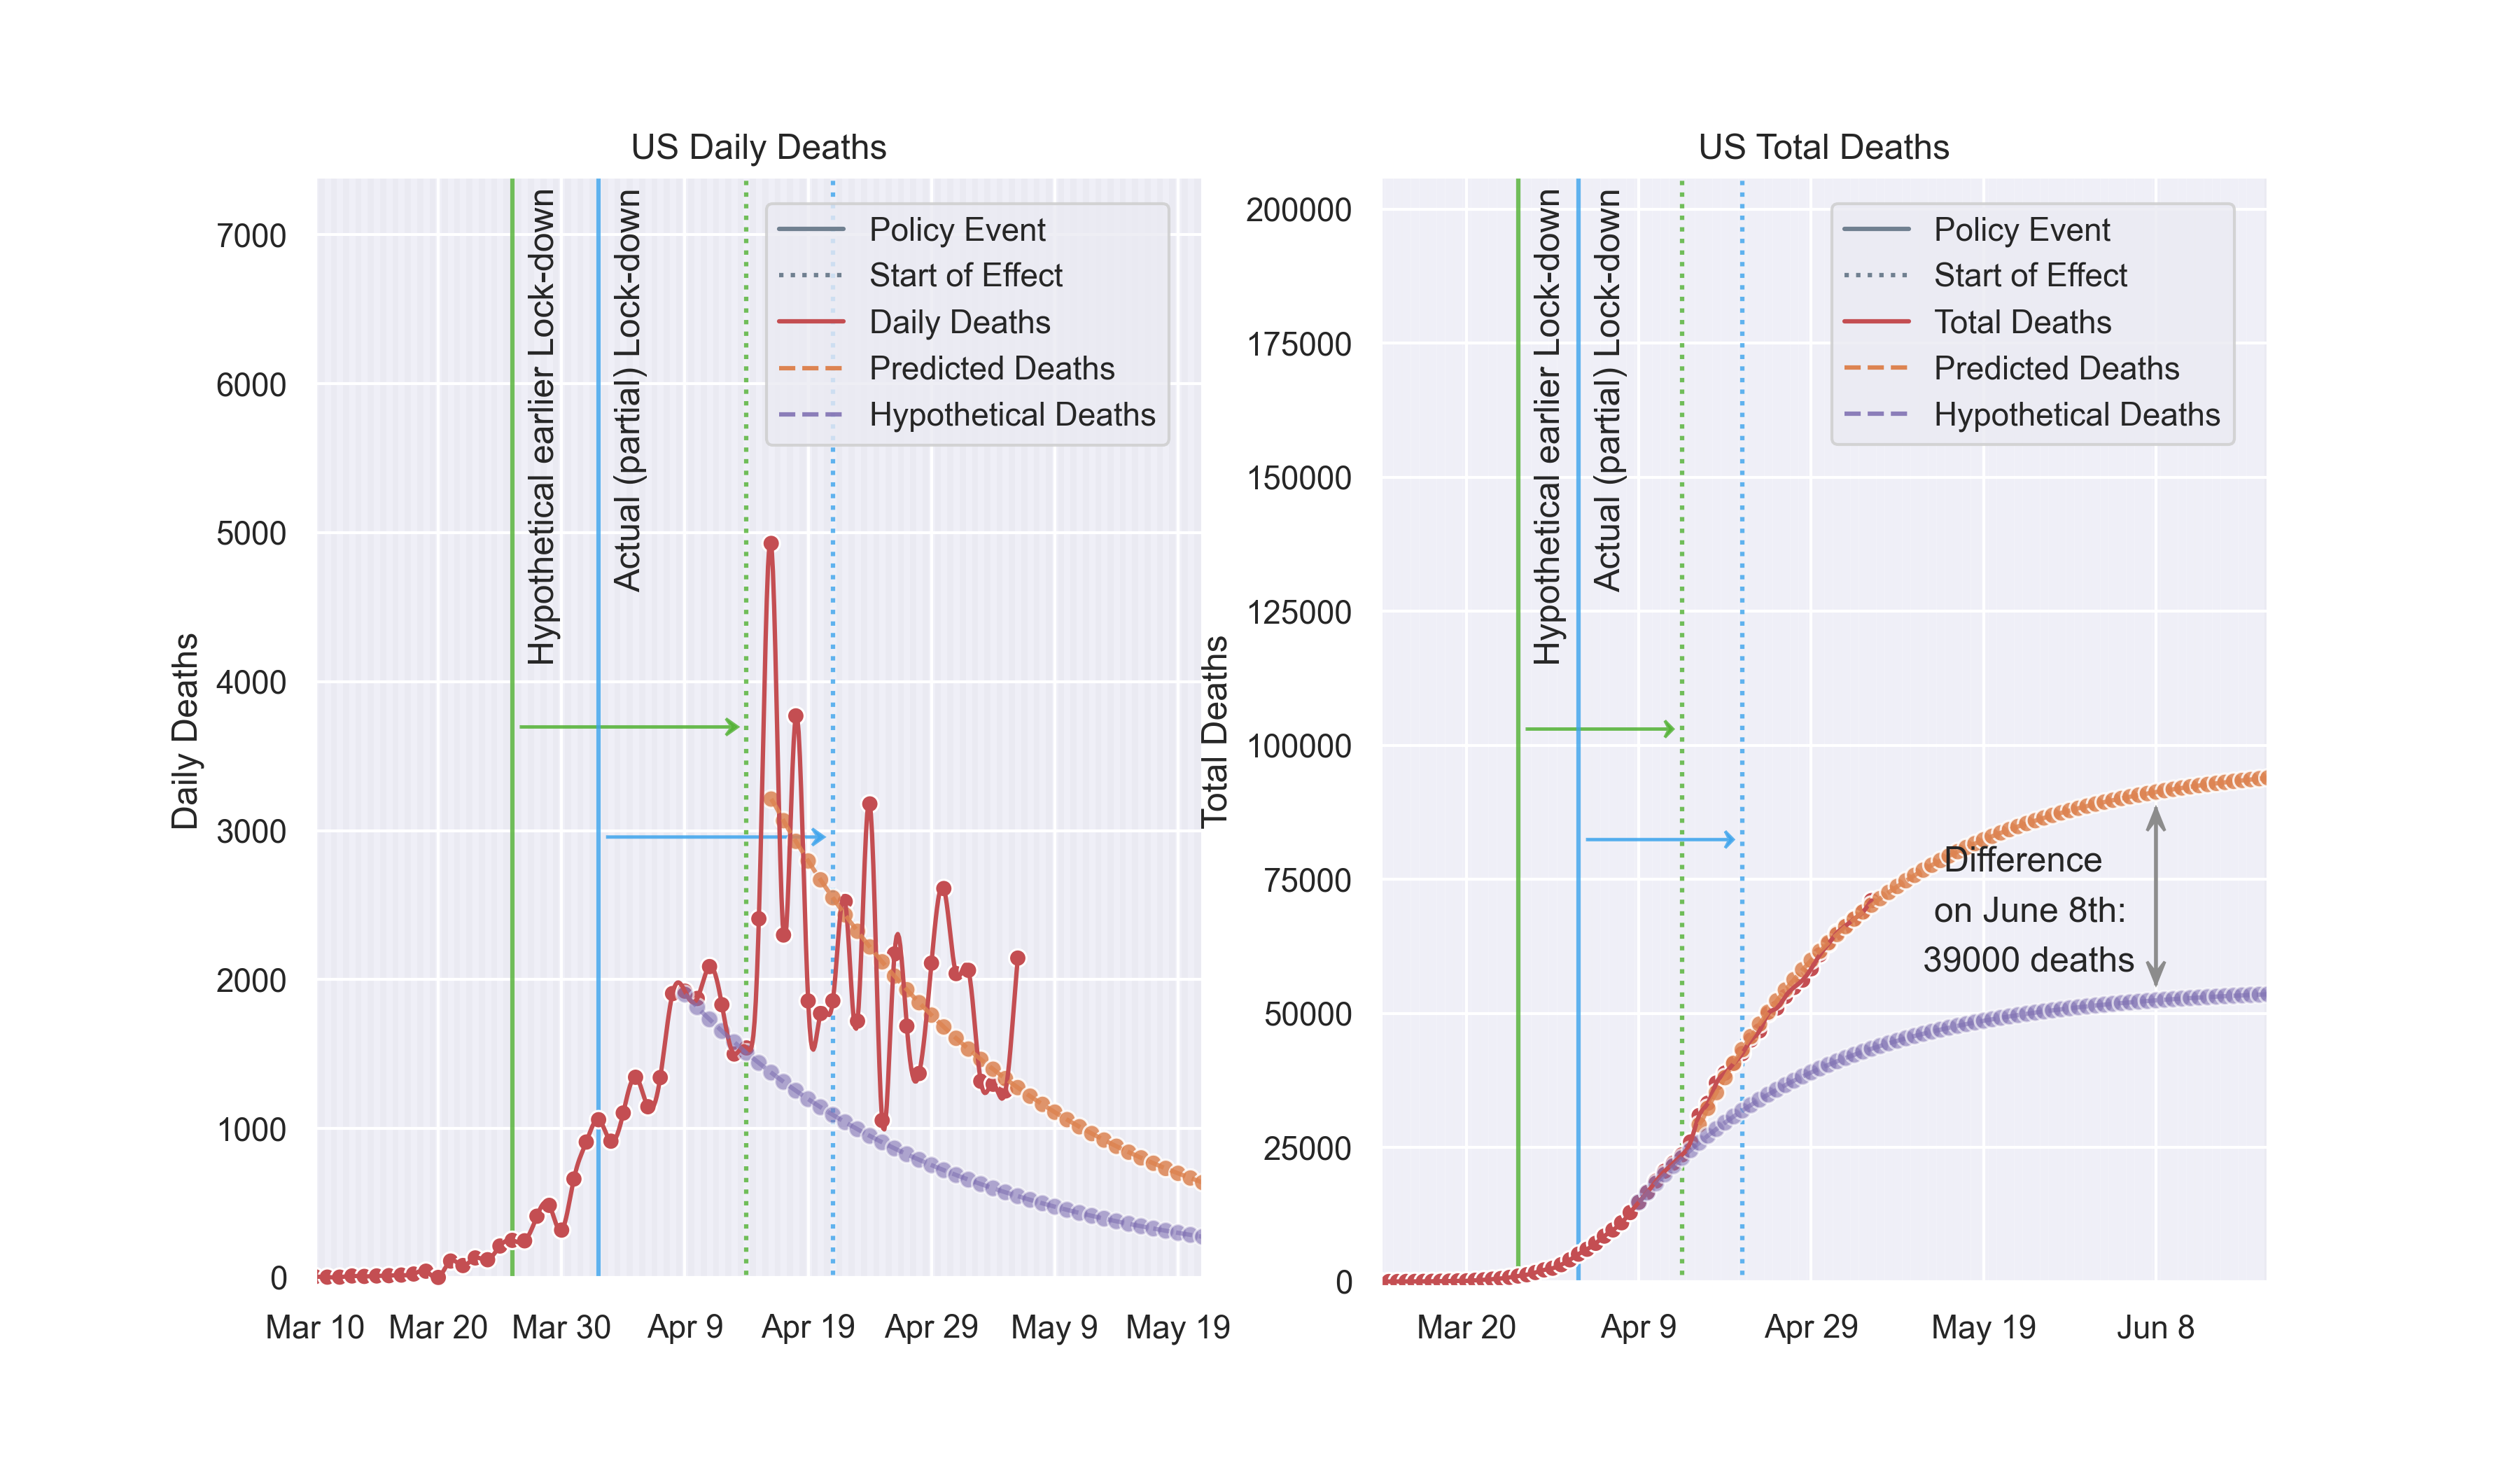 US Daily Deaths
7000
6000
5000
4000
3000
2000
1000
0
Daily Deaths
Hypothetical earlier Lock-down
Actual (partial) Lock-down
Policy Event
Start of Effect
Daily Deaths
Predicted Deaths
Hypothetical Deaths
Mar 10 Mar 20 Mar 30 Apr 9 Apr 19 Apr 29 May 9 May 19
US Total Deaths
200000
175000
150000
125000
100000
75000
50000
25000
0
Total Deaths
Hypothetical earlier Lock-down
Actual (partial) Lock-down
Policy Event
Start of Effect
Total Deaths
Predicted Deaths
Hypothetical Deaths
Difference
on June 8th:
39000 deaths
Mar 20 Apr 9 Apr 29 May 19 Jun 8